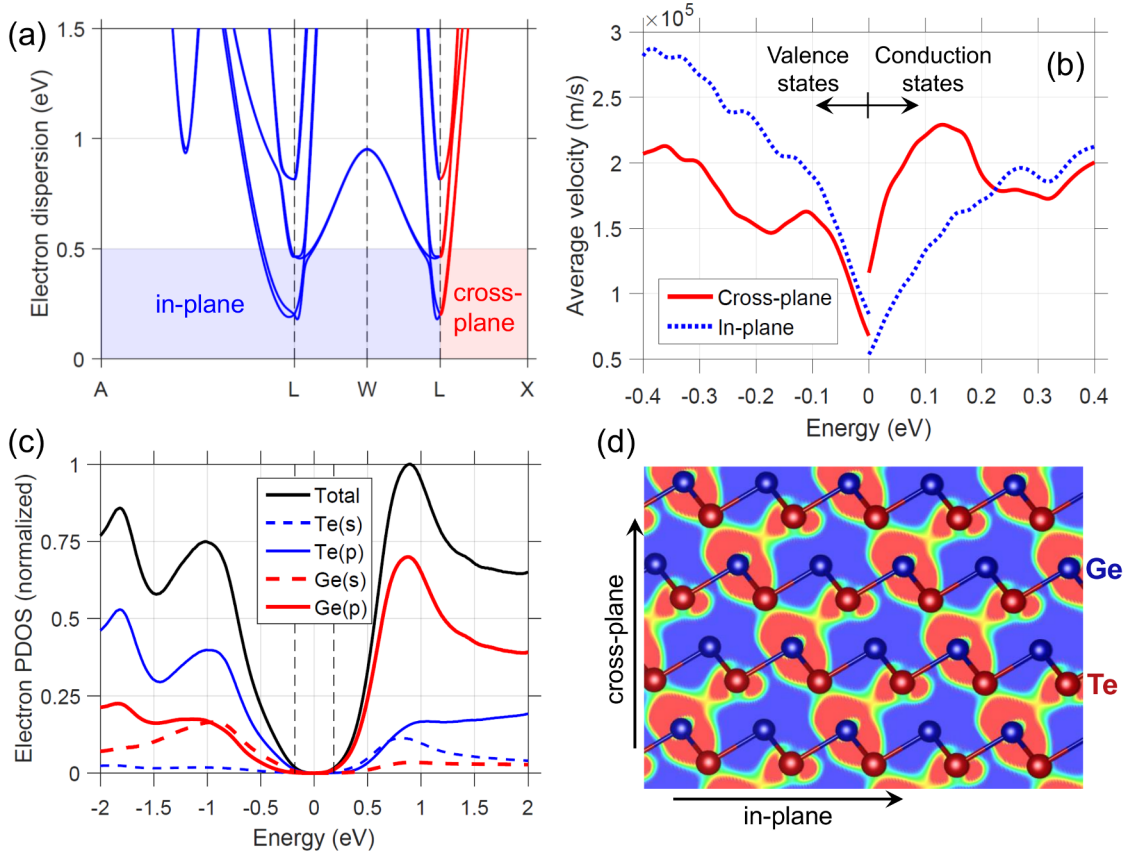 (a)
Electron dispersion (eV)
1.5
1
0.5
0
in-plane
cross-
plane
A
L
W
L
X
×10⁵
(b)
Average velocity (m/s)
3
2.5
2
1.5
1
0.5
Valence
states
Conduction
states
Cross-plane
In-plane
-0.4
-0.3
-0.2
-0.1
0
0.1
0.2
0.3
0.4
Energy (eV)
(c)
Electron PDOS (normalized)
1
0.75
0.5
0.25
0
Total
Te(s)
Te(p)
Ge(s)
Ge(p)
-2
-1.5
-1
-0.5
0
0.5
1
1.5
2
Energy (eV)
(d)
cross-plane
Ge
Te
in-plane